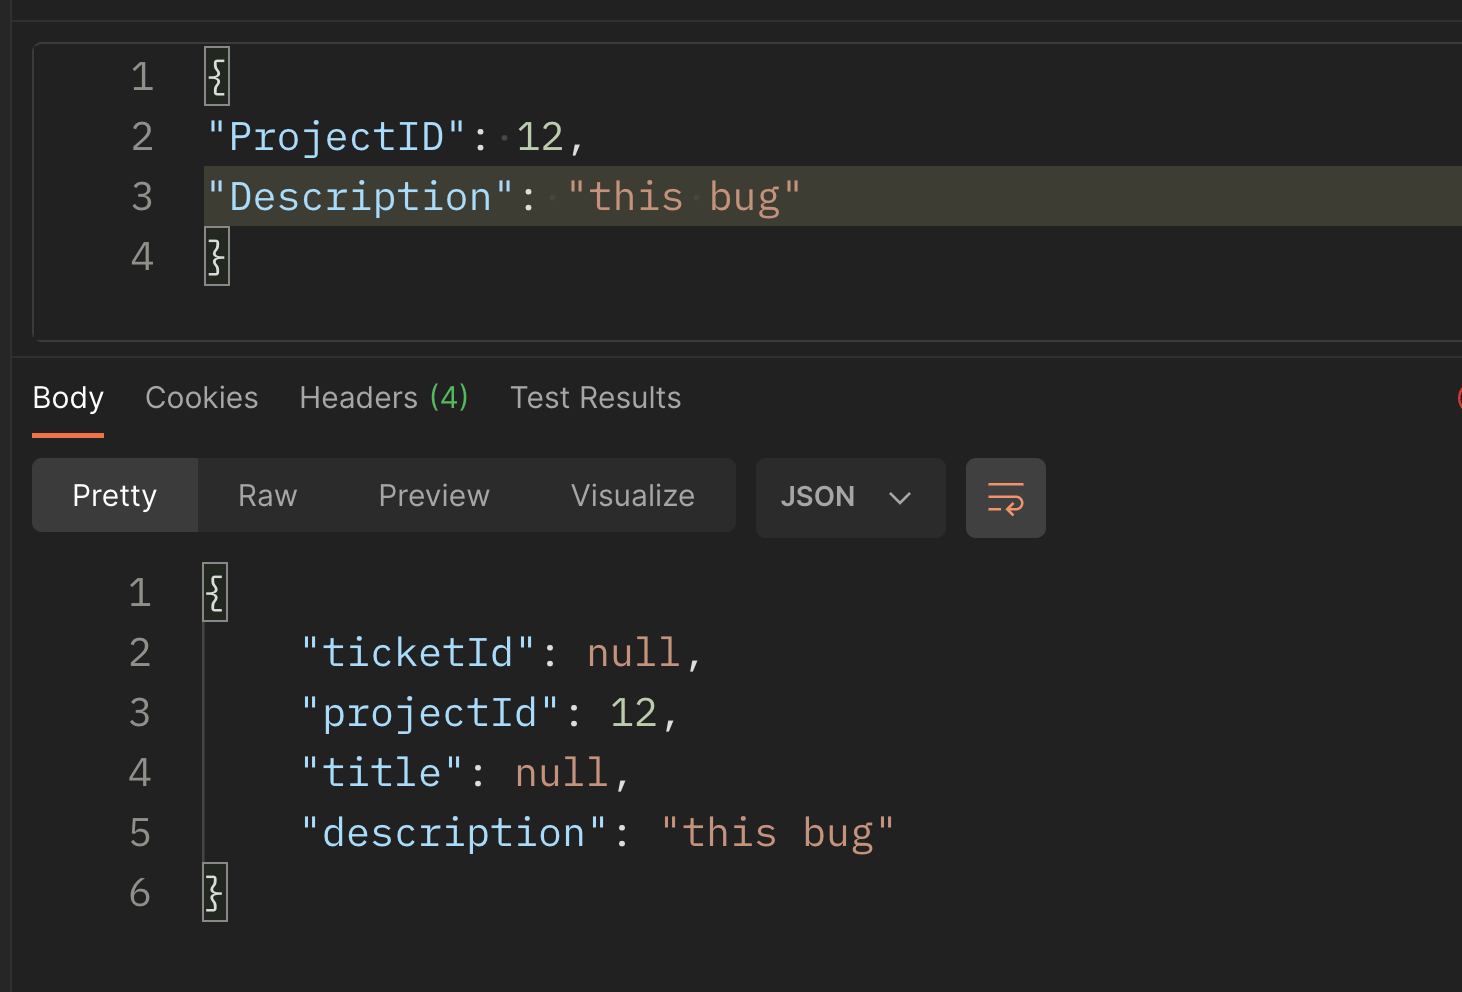 1 {
2 "ProjectID": 12,
3 "Description": "this bug"
4 }
Body Cookies Headers (4) Test Results
Pretty Raw Preview Visualize JSON
1 {
2 "ticketId": null,
3 "projectId": 12,
4 "title": null,
5 "description": "this bug"
6 }